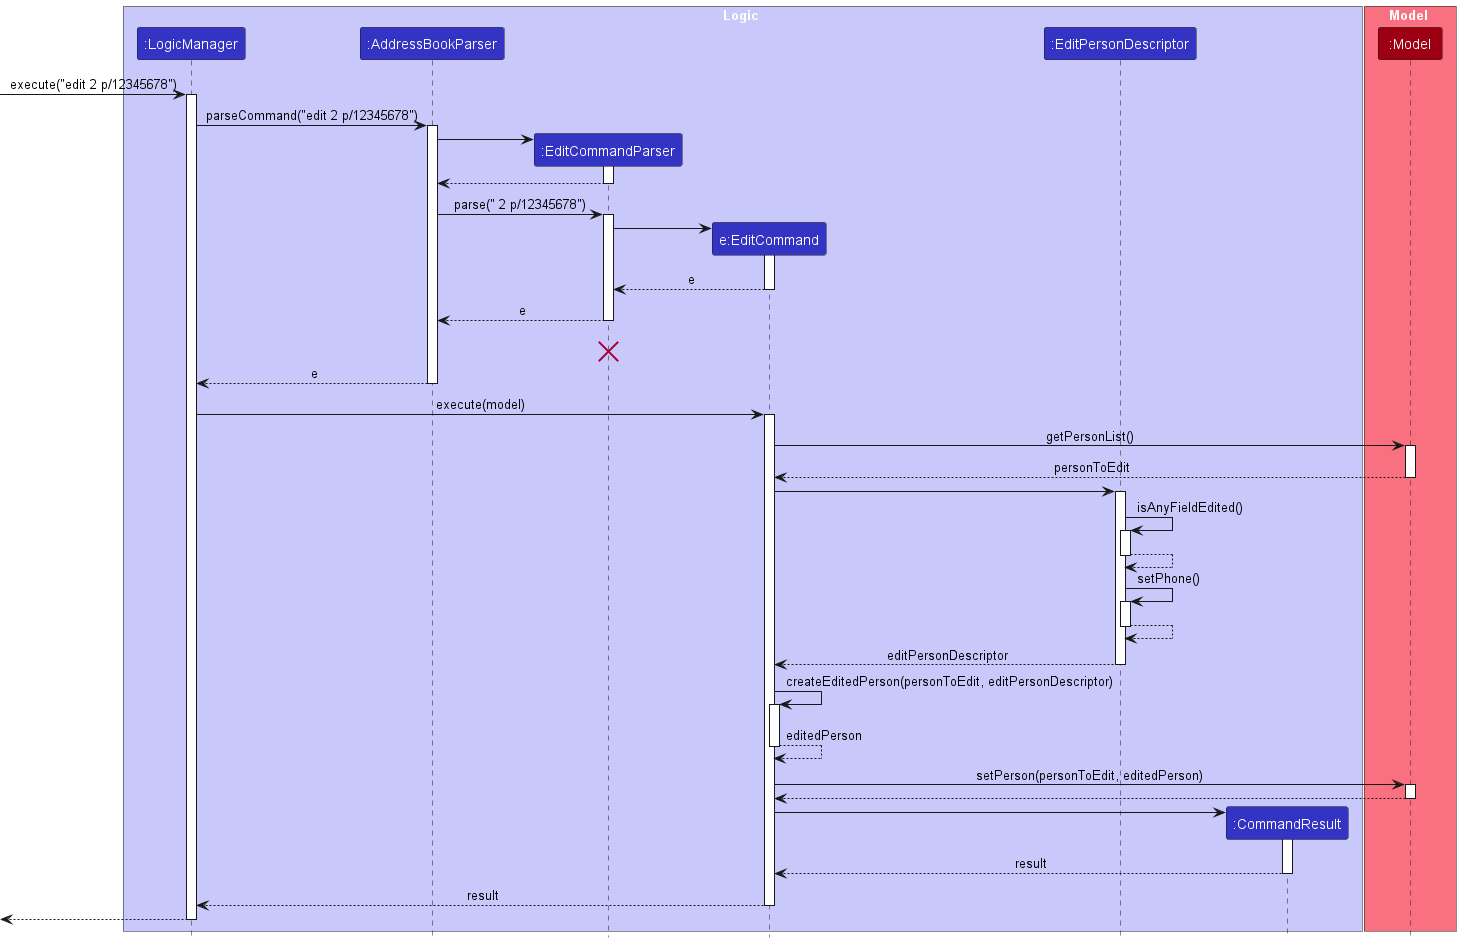 Logic
Model
:LogicManager
:AddressBookParser
:EditPersonDescriptor
:Model
execute("edit 2 p/12345678")
parseCommand("edit 2 p/12345678")
:EditCommandParser
parse(" 2 p/12345678")
e:EditCommand
e
e
e
execute(model)
getPersonList()
personToEdit
isAnyFieldEdited()
setPhone()
editPersonDescriptor
createEditedPerson(personToEdit, editPersonDescriptor)
editedPerson
setPerson(personToEdit, editedPerson)
:CommandResult
result
result